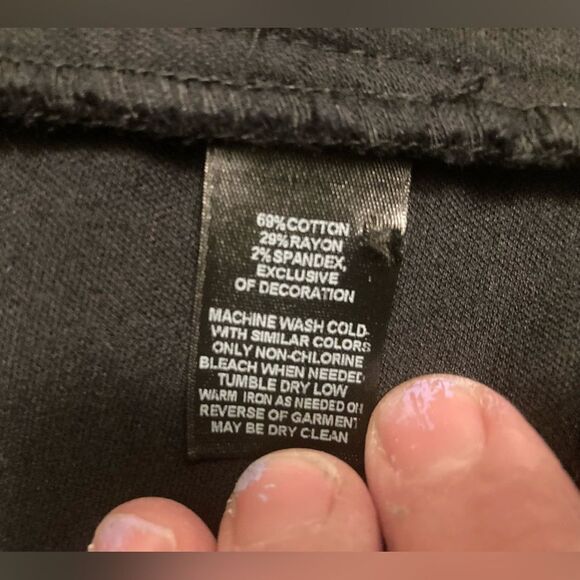 69%COTTON
29%RAYON
2%SPANDEX,
EXCLUSIVE
OF DECORATION
MACHINE WASH COLD
WITH SIMILAR COLORS
ONLY NON-CHLORINE
BLEACH WHEN NEEDED
TUMBLE DRY LOW
WARM IRON AS NEEDED ON
REVERSE OF GARMENT
MAY BE DRY CLEAN